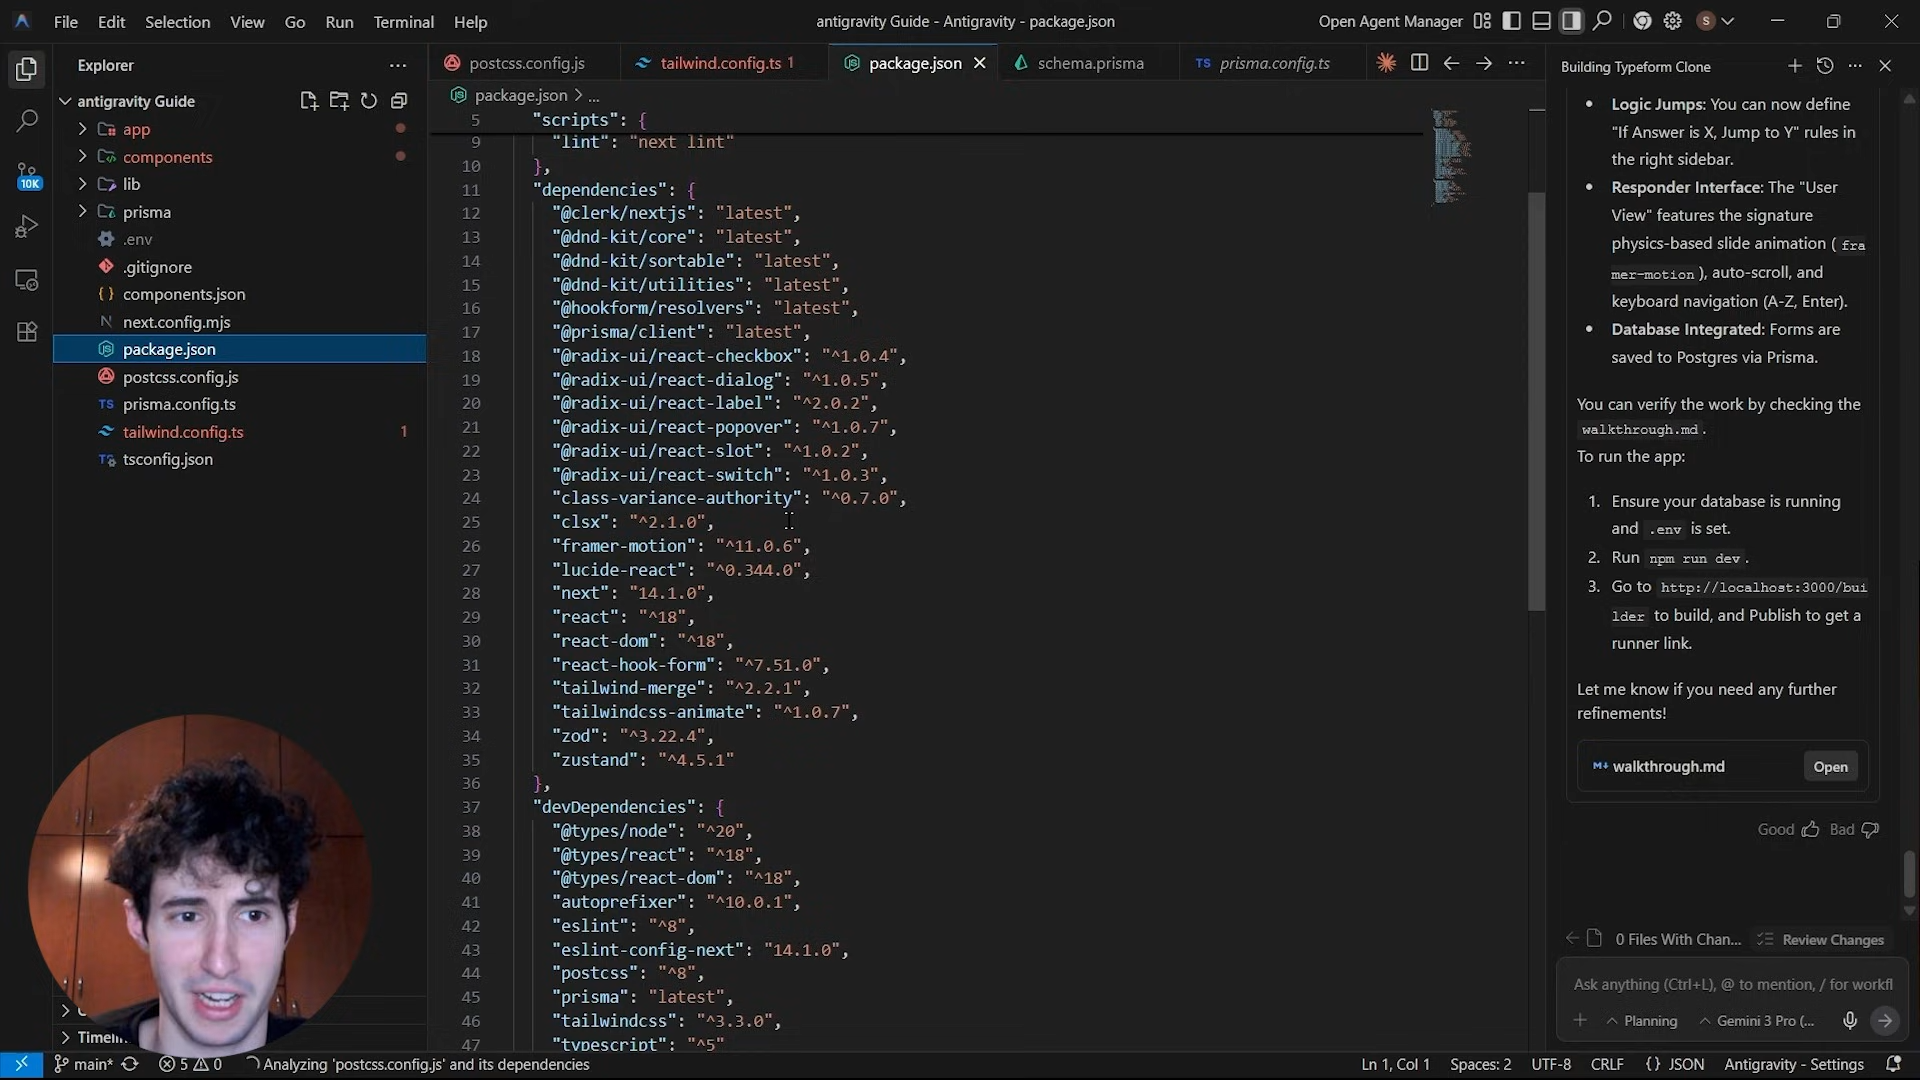 File Edit Selection View Go Run Terminal Help
antigravity Guide - Antigravity - package.json
Open Agent Manager
S
Explorer
antigravity Guide
app
components
lib
prisma
.env
.gitignore
components.json
next.config.mjs
package.json
postcss.config.js
TS prisma.config.ts
tailwind.config.ts 1
tsconfig.json
10K
postcss.config.js
tailwind.config.ts 1
package.json
schema.prisma
TS prisma.config.ts
package.json > ...
5 "scripts": {
9 "lint": "next lint"
10 },
11 "dependencies": {
12 "@clerk/nextjs": "latest",
13 "@dnd-kit/core": "latest",
14 "@dnd-kit/sortable": "latest",
15 "@dnd-kit/utilities": "latest",
16 "@hookform/resolvers": "latest",
17 "@prisma/client": "latest",
18 "@radix-ui/react-checkbox": "^1.0.4",
19 "@radix-ui/react-dialog": "^1.0.5",
20 "@radix-ui/react-label": "^2.0.2",
21 "@radix-ui/react-popover": "^1.0.7",
22 "@radix-ui/react-slot": "^1.0.2",
23 "@radix-ui/react-switch": "^1.0.3",
24 "class-variance-authority": "^0.7.0",
25 "clsx": "^2.1.0",
26 "framer-motion": "^11.0.6",
27 "lucide-react": "^0.344.0",
28 "next": "14.1.0",
29 "react": "^18",
30 "react-dom": "^18",
31 "react-hook-form": "^7.51.0",
32 "tailwind-merge": "^2.2.1",
33 "tailwindcss-animate": "^1.0.7",
34 "zod": "^3.22.4",
35 "zustand": "^4.5.1"
36 },
37 "devDependencies": {
38 "@types/node": "^20",
39 "@types/react": "^18",
40 "@types/react-dom": "^18",
41 "autoprefixer": "^10.0.1",
42 "eslint": "^8",
43 "eslint-config-next": "14.1.0",
44 "postcss": "^8",
45 "prisma": "latest",
46 "tailwindcss": "^3.3.0",
47 "typescript": "^5"
Building Typeform Clone
• Logic Jumps: You can now define
"If Answer is X, Jump to Y" rules in
the right sidebar.
• Responder Interface: The "User
View" features the signature
physics-based slide animation ( fra
mer-motion ), auto-scroll, and
keyboard navigation (A-Z, Enter).
• Database Integrated: Forms are
saved to Postgres via Prisma.
You can verify the work by checking the
walkthrough.md .
To run the app:
1. Ensure your database is running
and .env is set.
2. Run npm run dev .
3. Go to http://localhost:3000/bui
lder to build, and Publish to get a
runner link.
Let me know if you need any further
refinements!
walkthrough.md Open
Good Bad
0 Files With Chan... Review Changes
Ask anything (Ctrl+L), @ to mention, / for workfl
Planning Gemini 3 Pro (...
main* 5 0 Analyzing 'postcss.config.js' and its dependencies
Ln 1, Col 1 Spaces: 2 UTF-8 CRLF {} JSON Antigravity - Settings